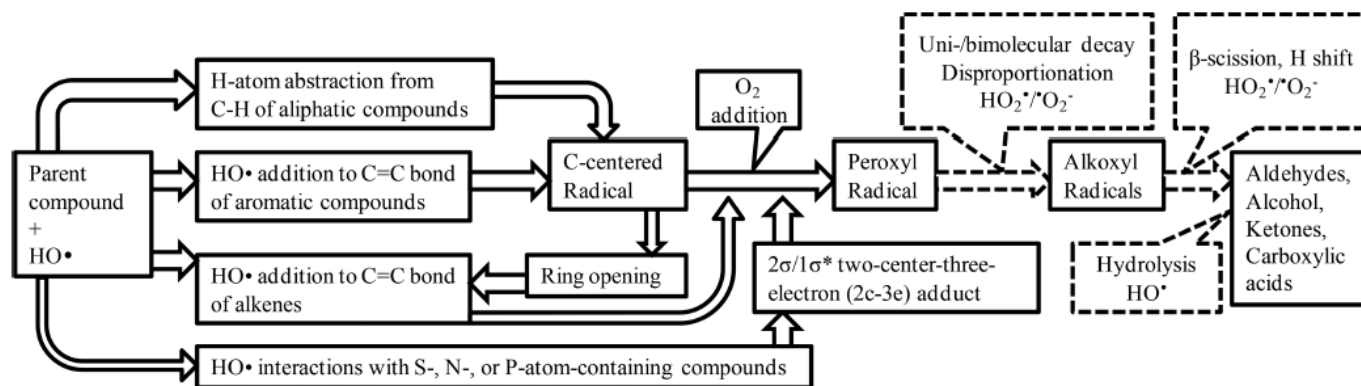 Parent
compound
+
HO•
H-atom abstraction from
C-H of aliphatic compounds
HO• addition to C=C bond
of aromatic compounds
HO• addition to C=C bond
of alkenes
HO• interactions with S-, N-, or P-atom-containing compounds
C-centered
Radical
Ring opening
O₂
addition
2σ/1σ* two-center-three-
electron (2c-3e) adduct
Peroxyl
Radical
Uni-/bimolecular decay
Disproportionation
HO₂•/•O₂⁻
Alkoxyl
Radicals
β-scission, H shift
HO₂•/•O₂⁻
Hydrolysis
HO•
Aldehydes,
Alcohol,
Ketones,
Carboxylic
acids